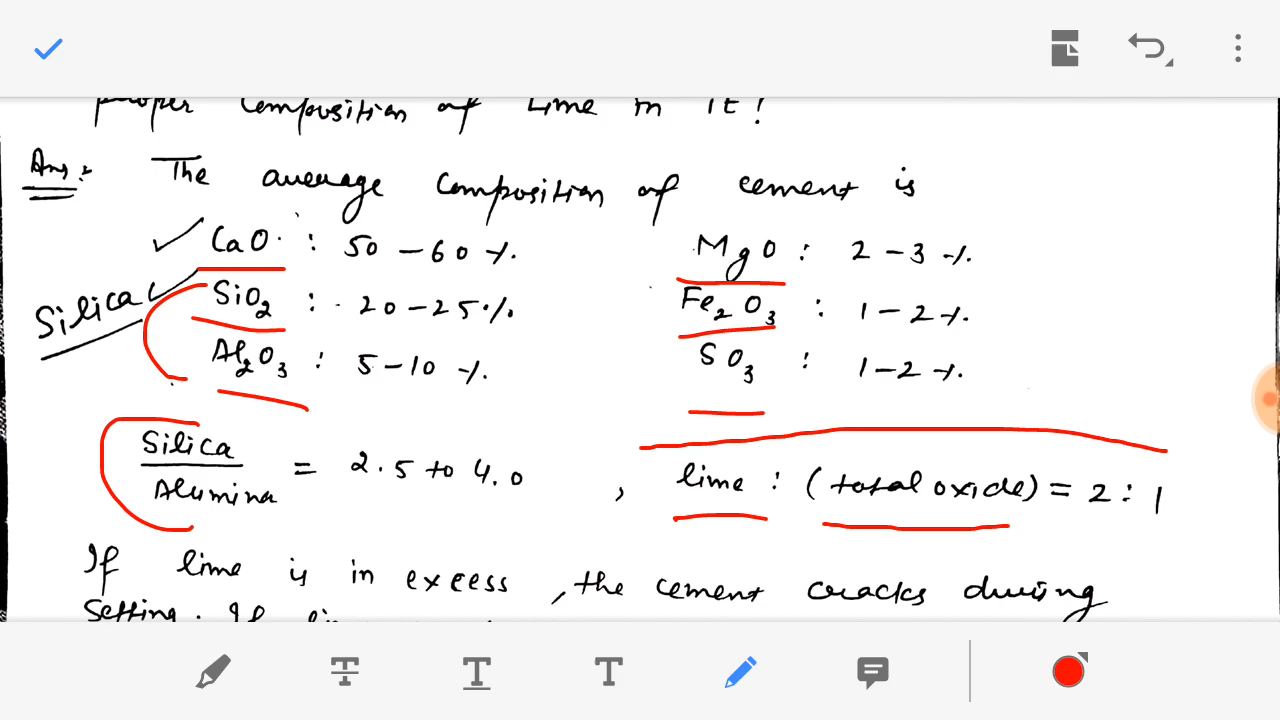 proper composition of lime in it?
Ans: The average composition of cement is
CaO : 50 – 60 %. MgO : 2 – 3 %.
Silica SiO₂ : 20 – 25 % Fe₂O₃ : 1 – 2 %.
Al₂O₃ : 5 – 10 %. SO₃ : 1 – 2 %.
Silica
Alumina = 2.5 to 4.0 , lime : (total oxide) = 2 : 1
If lime is in excess, the cement cracks during
Setting. If
T T T